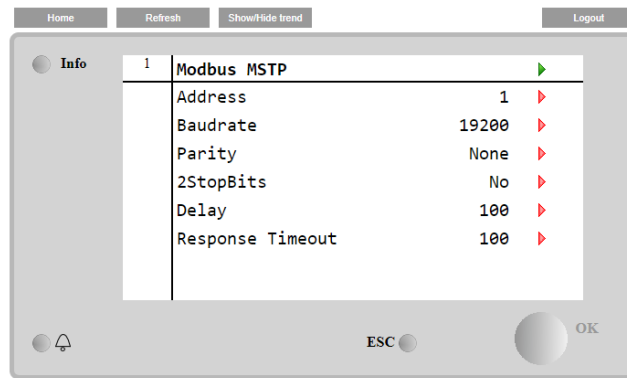 Home Refresh Show/Hide trend Logout
Info
1 Modbus MSTP
Address 1
Baudrate 19200
Parity None
2StopBits No
Delay 100
Response Timeout 100
ESC OK